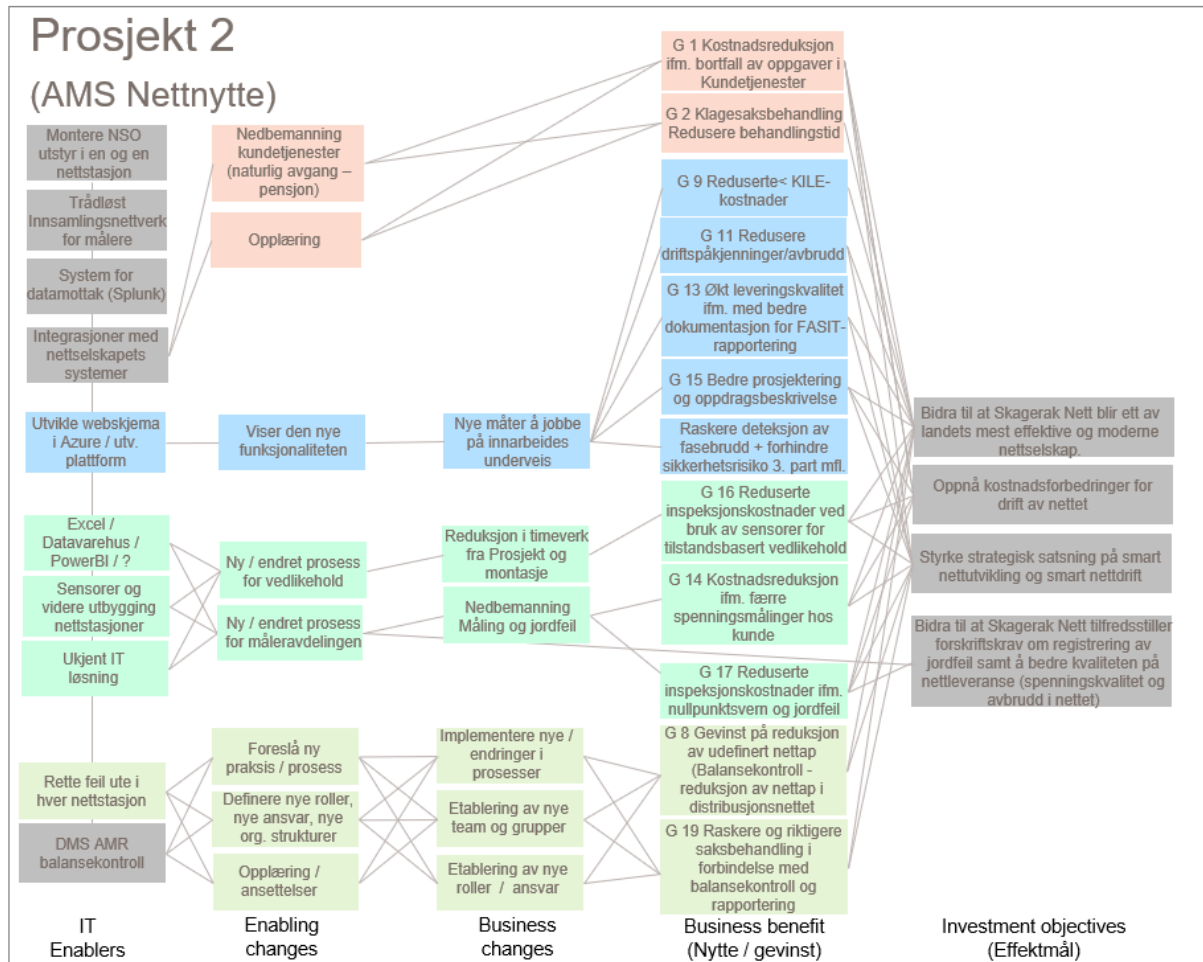 Prosjekt 2
(AMS Nettnytte)
Montere NSO
utstyr i en og en
nettstasjon
Trådløst
Innsamlingsnettverk
for målere
System for
datamottak (Splunk)
Integrasjoner med
nettselskapets
systemer
Utvikle webskjema
i Azure / utv.
plattform
Excel /
Datavarehus /
PowerBI / ?
Sensorer og
videre utbygging
nettstasjoner
Ukjent IT
løsning
Rette feil ute i
hver nettstasjon
DMS AMR
balansekontroll
IT
Enablers
Nedbemanning
kundetjenester
(naturlig avgang –
pensjon)
Opplæring
Viser den nye
funksjonaliteten
Ny / endret prosess
for vedlikehold
Ny / endret prosess
for måleravdelingen
Foreslå ny
praksis / prosess
Definere nye roller,
nye ansvar, nye
org. strukturer
Opplæring /
ansettelser
Enabling
changes
Nye måter å jobbe
på innarbeides
underveis
Reduksjon i timeverk
fra Prosjekt og
montasje
Nedbemanning
Måling og jordfeil
Implementere nye /
endringer i
prosesser
Etablering av nye
team og grupper
Etablering av nye
roller / ansvar
Business
changes
G 1 Kostnadsreduksjon
ifm. bortfall av oppgaver i
Kundetjenester
G 2 Klagesaksbehandling
Redusere behandlingstid
G 9 Reduserte< KILE-
kostnader
G 11 Redusere
driftspåkjenninger/avbrudd
G 13 Økt leveringskvalitet
ifm. med bedre
dokumentasjon for FASIT-
rapportering
G 15 Bedre prosjektering
og oppdragsbeskrivelse
Raskere deteksjon av
fasebrudd + forhindre
sikkerhetsrisiko 3. part mfl.
G 16 Reduserte
inspeksjonskostnader ved
bruk av sensorer for
tilstandsbasert vedlikehold
G 14 Kostnadsreduksjon
ifm. færre
spenningsmålinger hos
kunde
G 17 Reduserte
inspeksjonskostnader ifm.
nullpunktsvern og jordfeil
G 8 Gevinst på reduksjon
av udefinert nettap
(Balansekontroll -
reduksjon av nettap i
distribusjonsnettet
G 19 Raskere og riktigere
saksbehandling i
forbindelse med
balansekontroll og
rapportering
Business benefit
(Nytte / gevinst)
Bidra til at Skagerak Nett blir ett av
landets mest effektive og moderne
nettselskap.
Oppnå kostnadsforbedringer for
drift av nettet
Styrke strategisk satsning på smart
nettutvikling og smart nettdrift
Bidra til at Skagerak Nett tilfredsstiller
forskriftskrav om registrering av
jordfeil samt å bedre kvaliteten på
nettleveranse (spenningskvalitet og
avbrudd i nettet)
Investment objectives
(Effektmål)